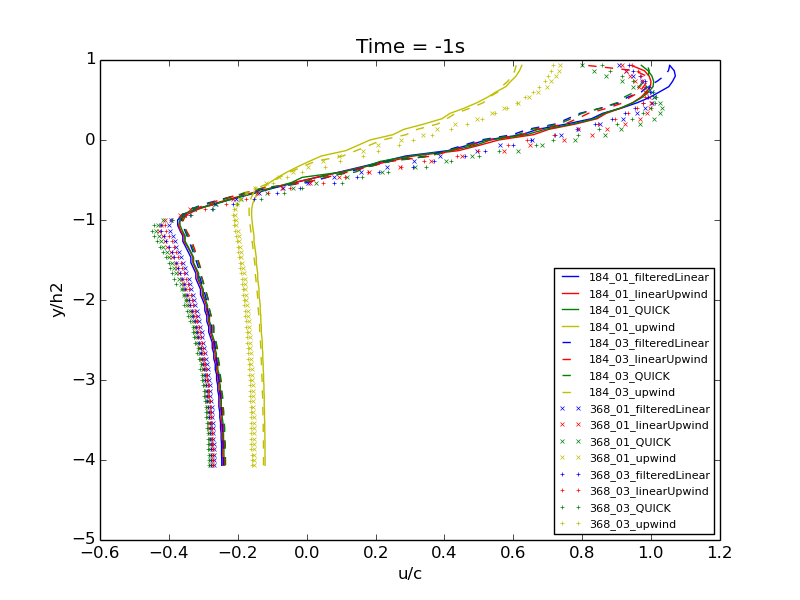 Time = -1s
1
0
−1
−2
−3
−4
−5
y/h2
−0.6
−0.4
−0.2
0.0
0.2
0.4
0.6
0.8
1.0
1.2
u/c
184_01_filteredLinear
184_01_linearUpwind
184_01_QUICK
184_01_upwind
184_03_filteredLinear
184_03_linearUpwind
184_03_QUICK
184_03_upwind
368_01_filteredLinear
368_01_linearUpwind
368_01_QUICK
368_01_upwind
368_03_filteredLinear
368_03_linearUpwind
368_03_QUICK
368_03_upwind